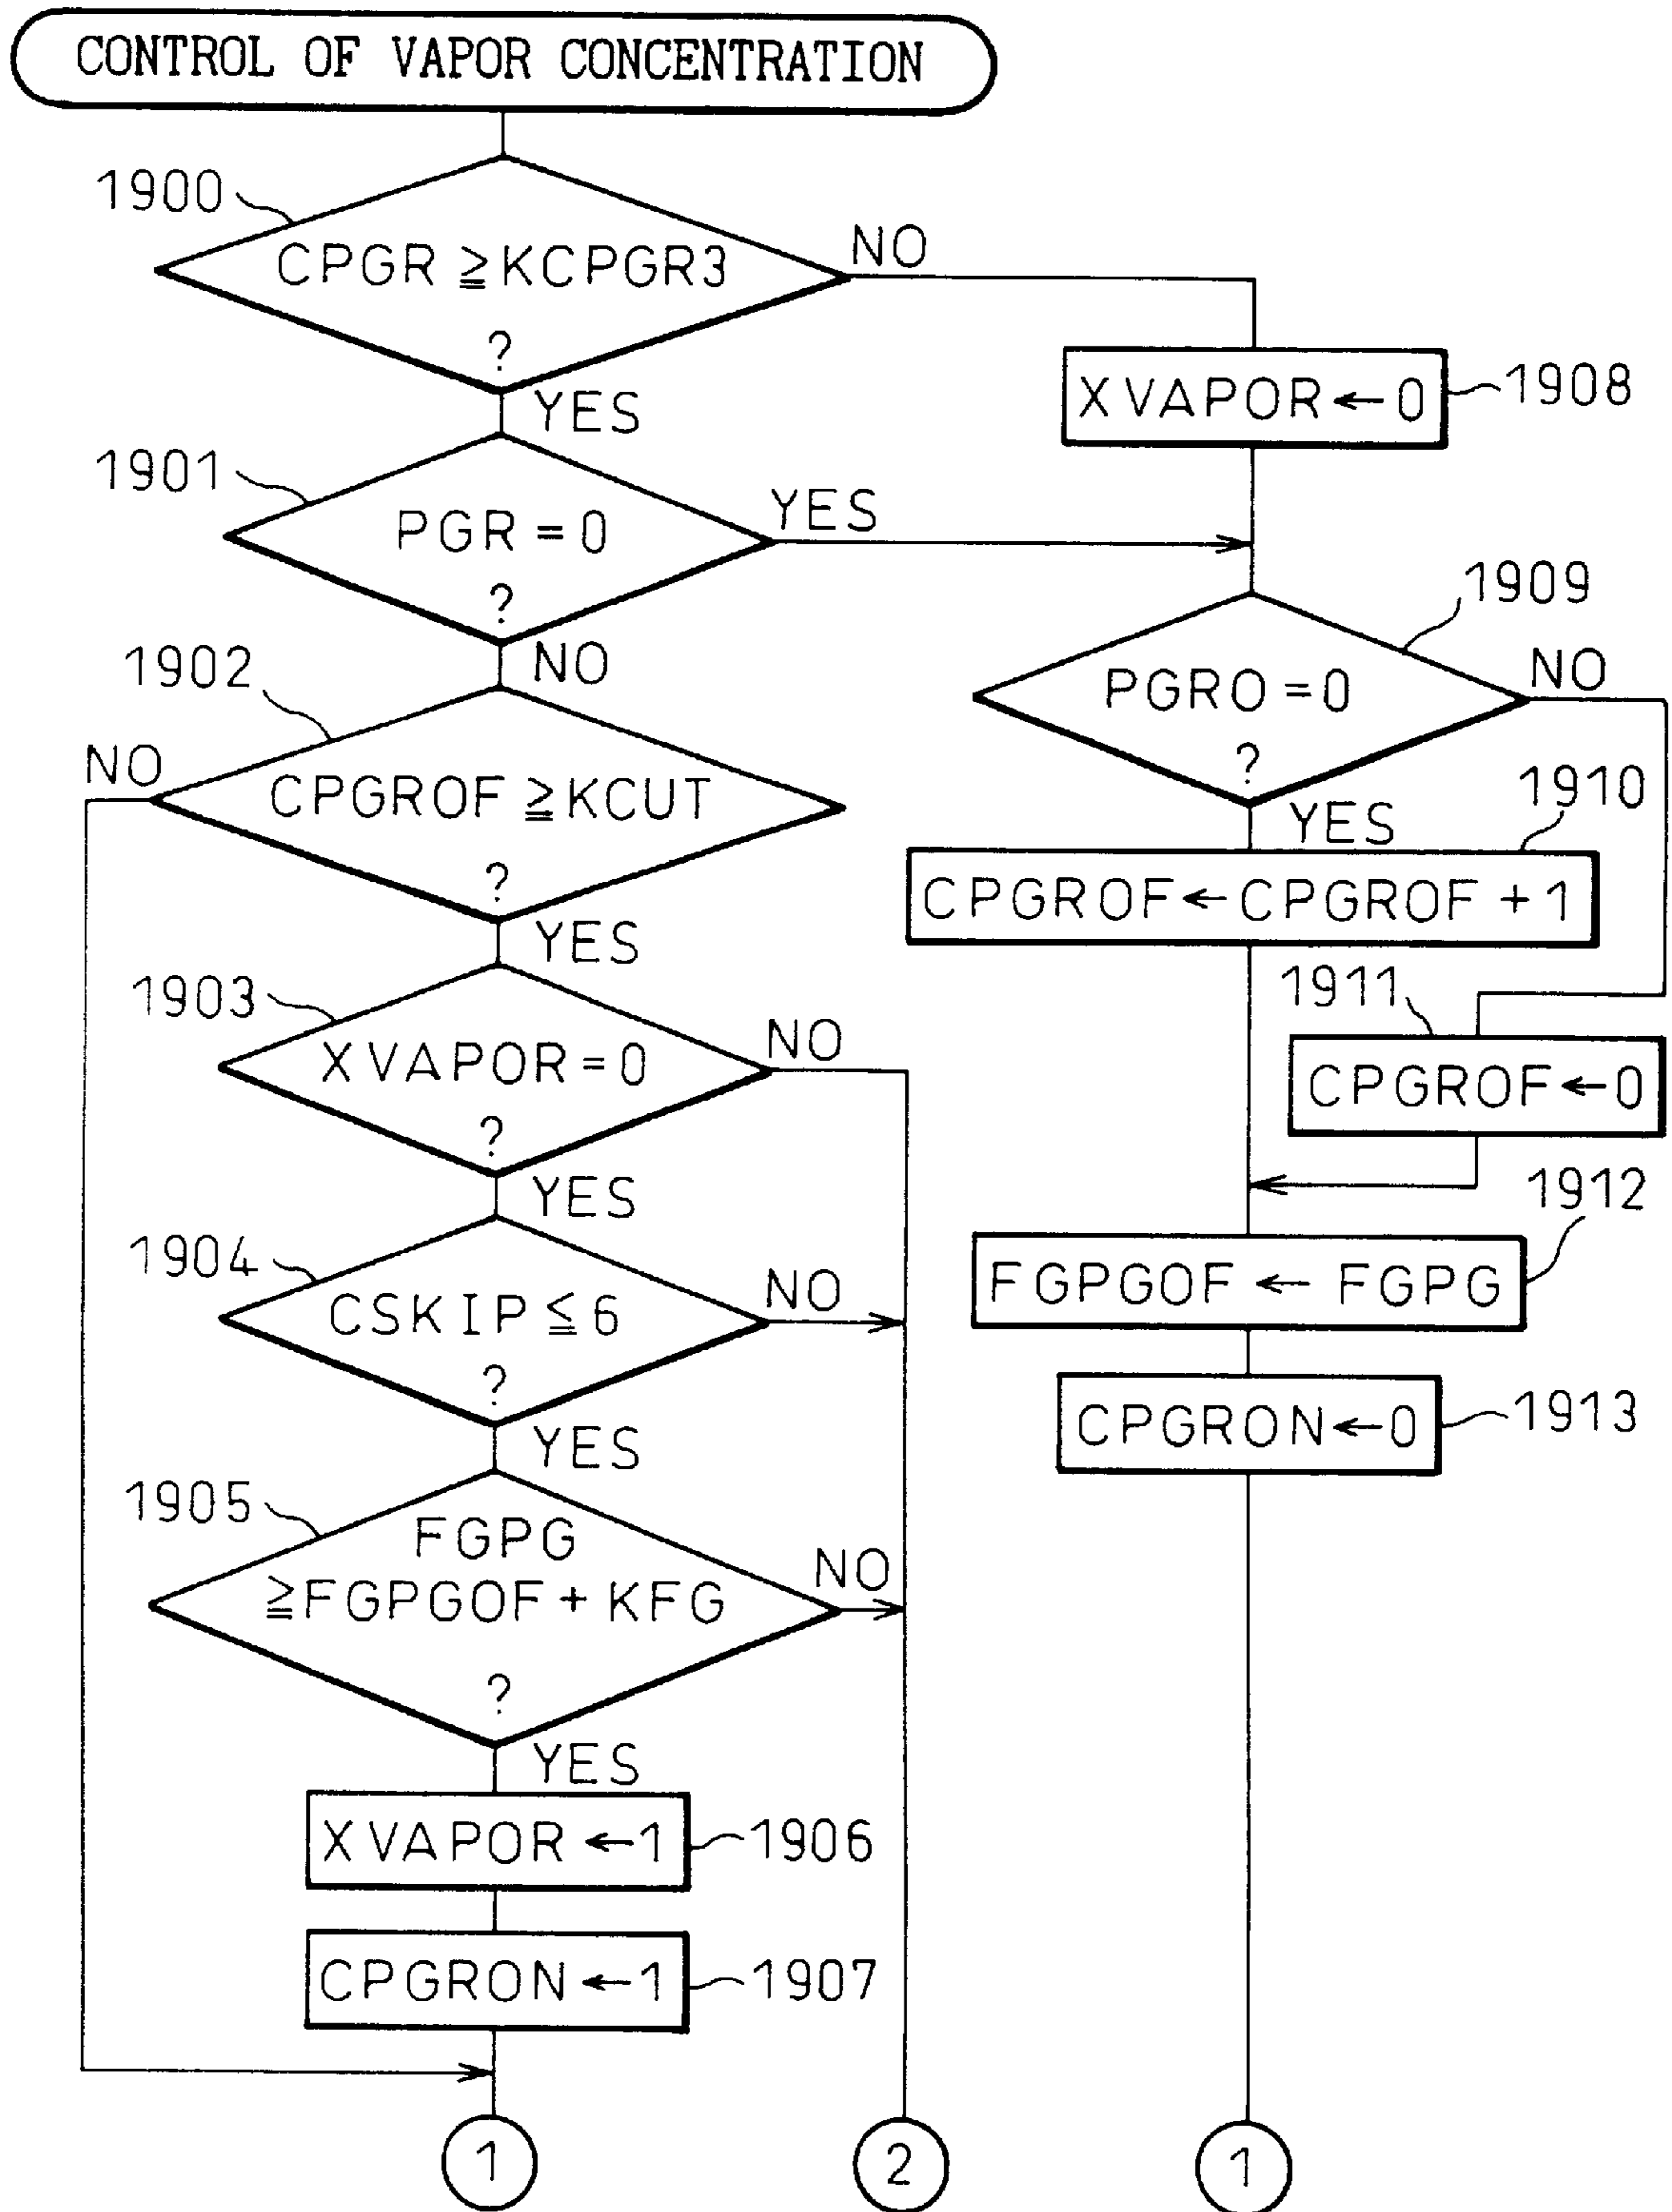 CONTROL OF VAPOR CONCENTRATION
1900
CPGR ≧ KCPGR3
?
NO
YES
XVAPOR ← 0
1908
1901
PGR = 0
?
YES
NO
1909
PGRO = 0
?
NO
YES
1902
NO
CPGROF ≧ KCUT
?
YES
1910
CPGROF ← CPGROF + 1
1911
CPGROF ← 0
1903
XVAPOR = 0
?
NO
YES
1912
FGPGOF ← FGPG
1904
CSKIP ≦ 6
?
NO
YES
CPGRON ← 0
1913
1905
FGPG
≧ FGPGOF + KFG
?
NO
YES
XVAPOR ← 1
1906
CPGRON ← 1
1907
1
2
1